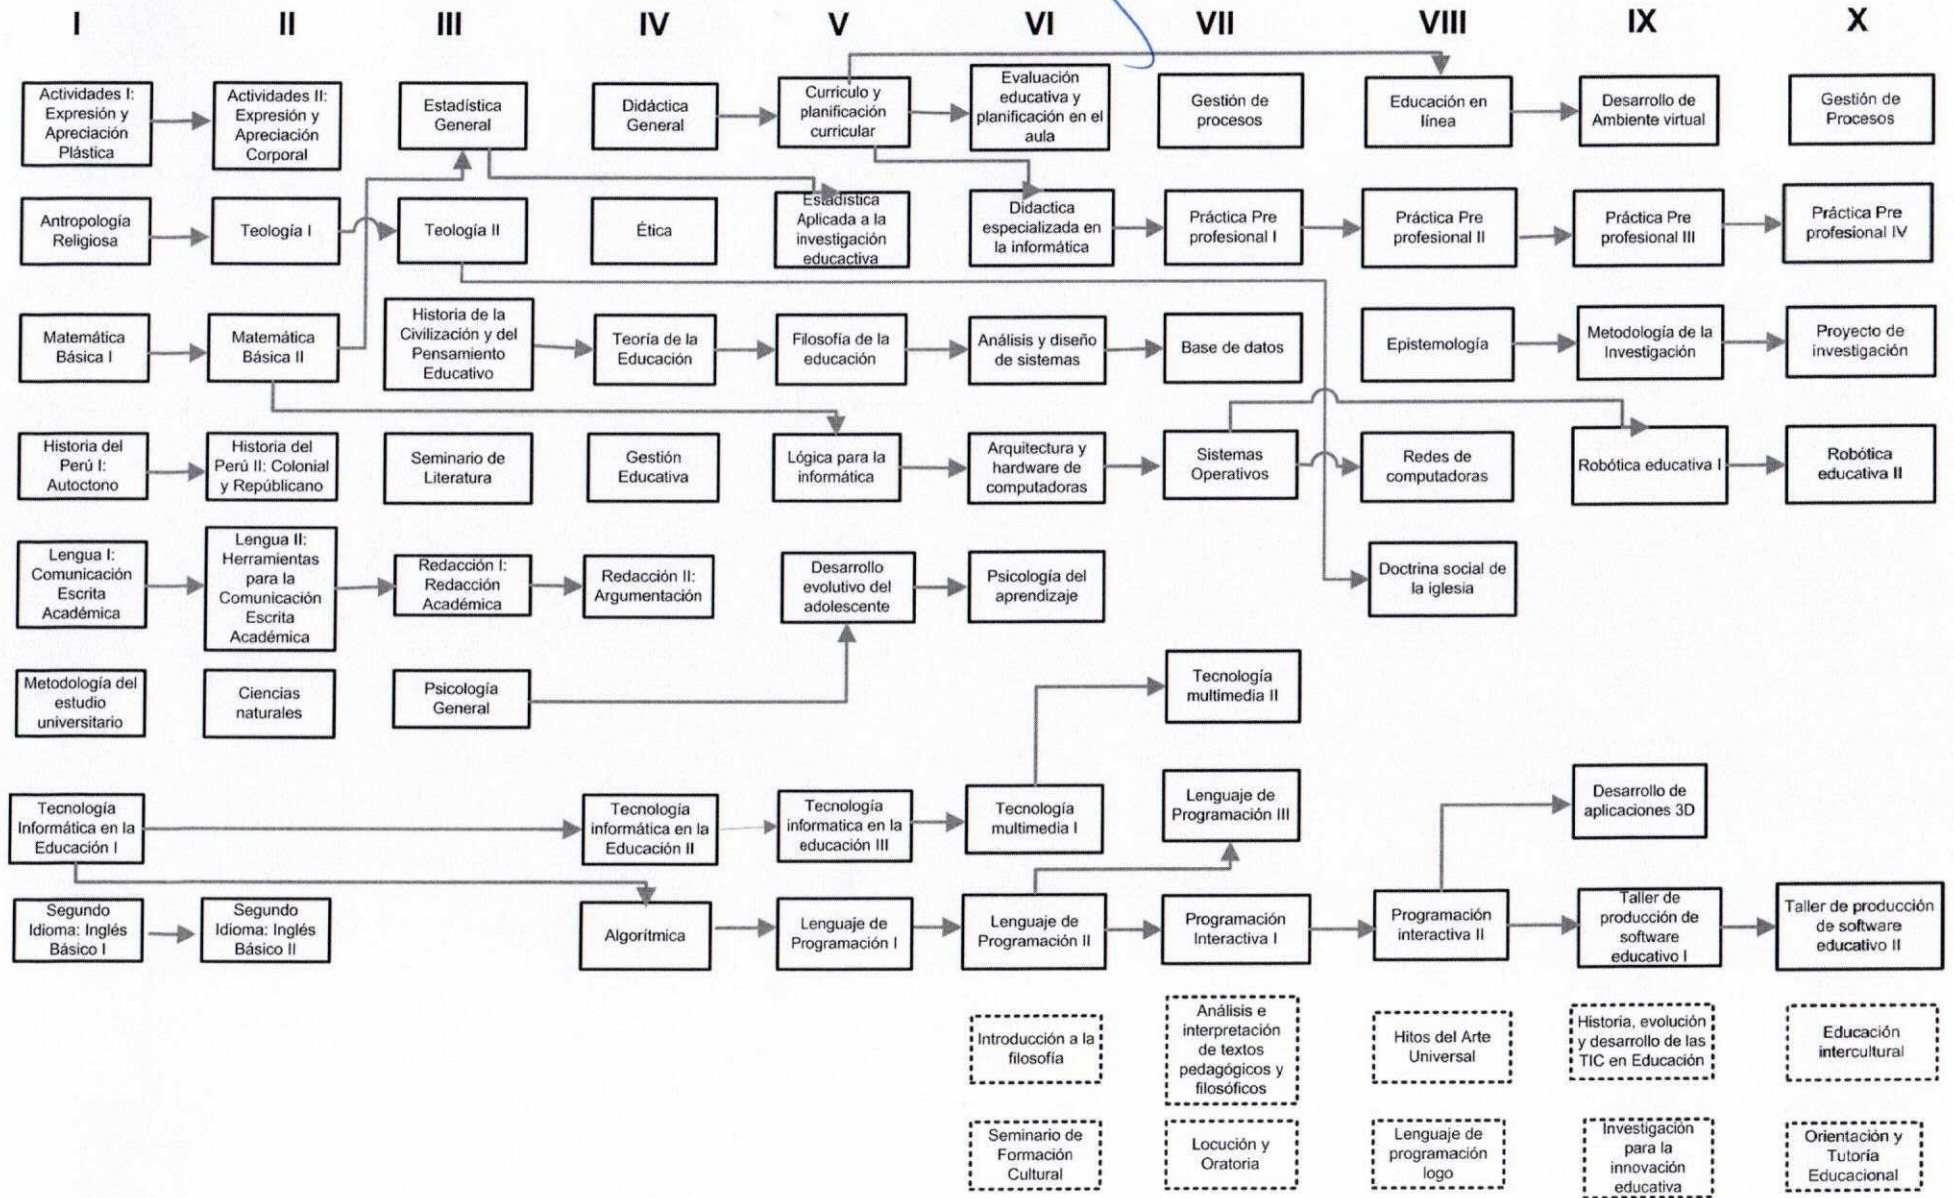 I
II
III
IV
V
VI
VII
VIII
IX
X
Actividades I:
Expresión y
Apreciación
Plástica
Actividades II:
Expresión y
Apreciación
Corporal
Estadística
General
Didáctica
General
Curriculo y
planificación
curricular
Evaluación
educativa y
planificación en el
aula
Gestión de
procesos
Educación en
línea
Desarrollo de
Ambiente virtual
Gestión de
Procesos
Antropología
Religiosa
Teología I
Teología II
Ética
Estadística
Aplicada a la
investigación
educactiva
Didactica
especializada en
la informática
Práctica Pre
profesional I
Práctica Pre
profesional II
Práctica Pre
profesional III
Práctica Pre
profesional IV
Matemática
Básica I
Matemática
Básica II
Historia de la
Civilización y del
Pensamiento
Educativo
Teoría de la
Educación
Filosofía de la
educación
Análisis y diseño
de sistemas
Base de datos
Epistemología
Metodología de la
Investigación
Proyecto de
investigación
Historia del
Perú I:
Autoctono
Historia del
Perú II: Colonial
y Repúblicano
Seminario de
Literatura
Gestión
Educativa
Lógica para la
informática
Arquitectura y
hardware de
computadoras
Sistemas
Operativos
Redes de
computadoras
Robótica educativa I
Robótica
educativa II
Lengua I:
Comunicación
Escrita
Académica
Lengua II:
Herramientas
para la
Comunicación
Escrita
Académica
Redacción I:
Redacción
Académica
Redacción II:
Argumentación
Desarrollo
evolutivo del
adolescente
Psicología del
aprendizaje
Doctrina social de
la iglesia
Metodología del
estudio
universitario
Ciencias
naturales
Psicología
General
Tecnología
multimedia II
Tecnología
Informática en la
Educación I
Tecnología
informática en la
Educación II
Tecnología
informatica en la
educación III
Tecnología
multimedia I
Lenguaje de
Programación III
Desarrollo de
aplicaciones 3D
Segundo
Idioma: Inglés
Básico I
Segundo
Idioma: Inglés
Básico II
Algorítmica
Lenguaje de
Programación I
Lenguaje de
Programación II
Programación
Interactiva I
Programación
interactiva II
Taller de
producción de
software
educativo I
Taller de producción
de software
educativo II
Introducción a la
filosofía
Análisis e
interpretación
de textos
pedagógicos y
filosóficos
Hitos del Arte
Universal
Historia, evolución
y desarrollo de las
TIC en Educación
Educación
intercultural
Seminario de
Formación
Cultural
Locución y
Oratoria
Lenguaje de
programación
logo
Investigación
para la
innovación
educativa
Orientación y
Tutoría
Educacional